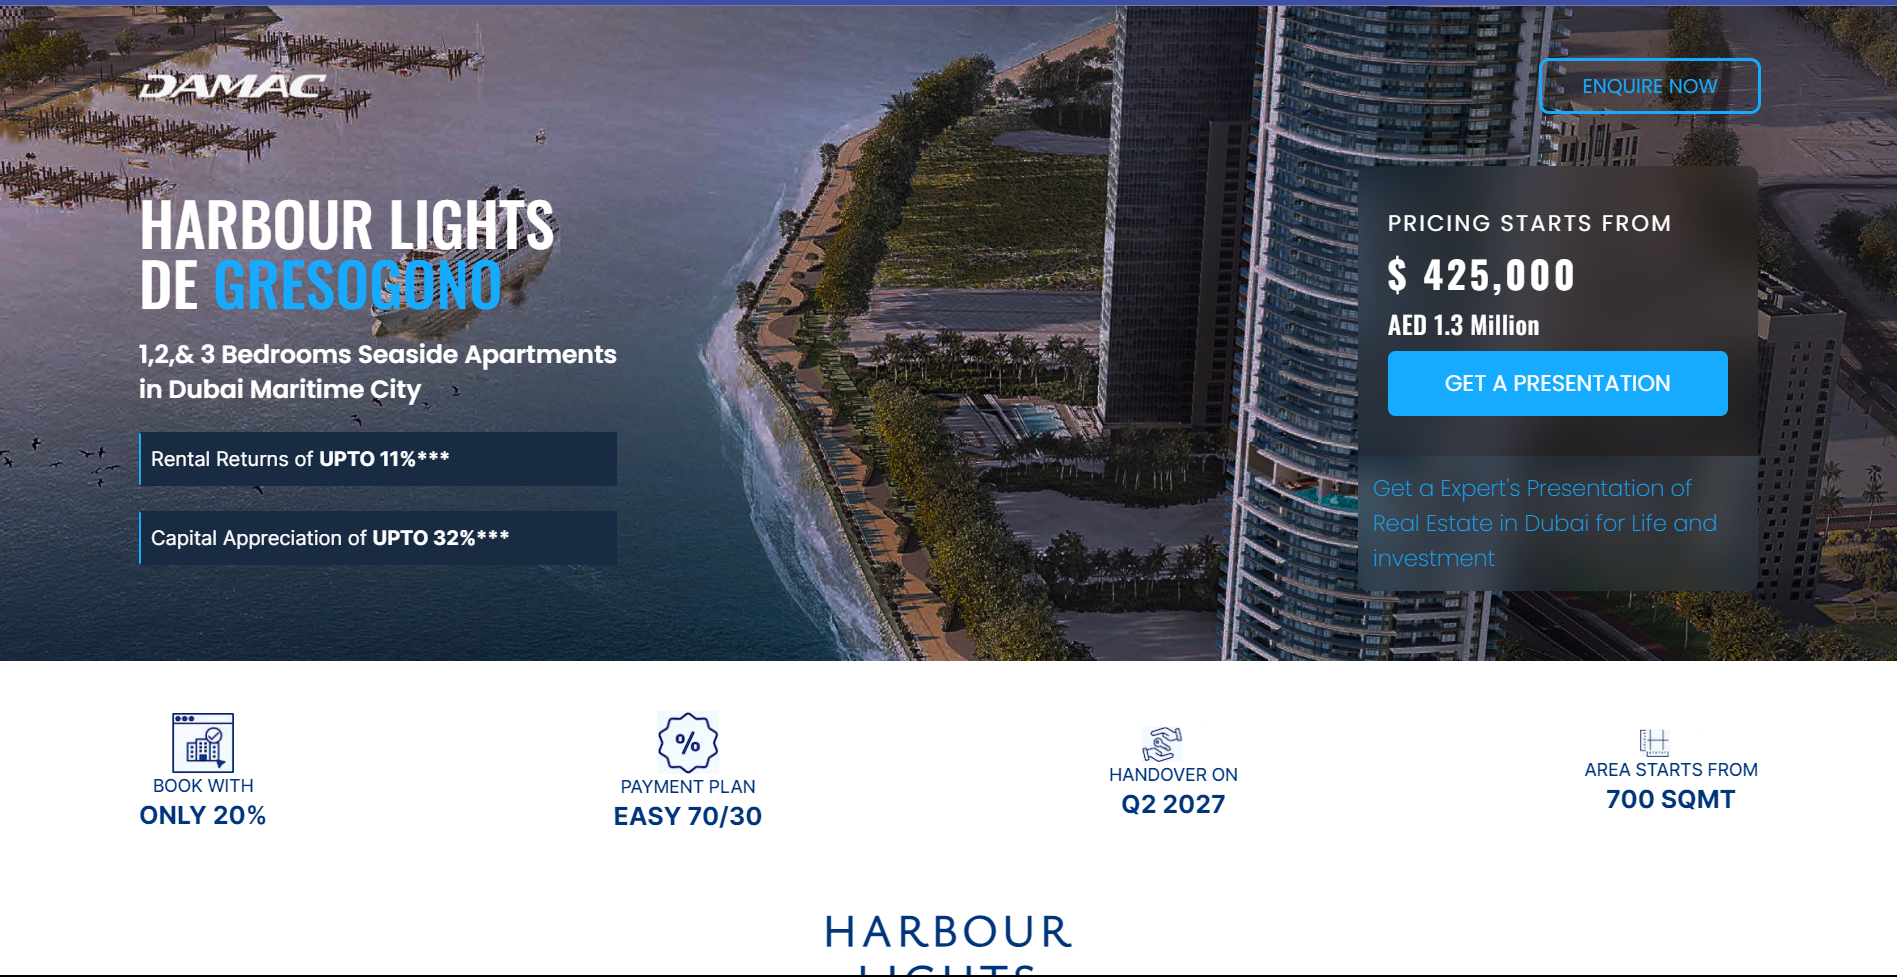 DAMAC
ENQUIRE NOW
HARBOUR LIGHTS
DE GRESOGONO
1,2,& 3 Bedrooms Seaside Apartments
in Dubai Maritime City
Rental Returns of UPTO 11%***
Capital Appreciation of UPTO 32%***
PRICING STARTS FROM
$ 425,000
AED 1.3 Million
GET A PRESENTATION
Get a Expert's Presentation of
Real Estate in Dubai for Life and
investment
BOOK WITH
ONLY 20%
PAYMENT PLAN
EASY 70/30
HANDOVER ON
Q2 2027
AREA STARTS FROM
700 SQMT
HARBOUR
LIGHTS